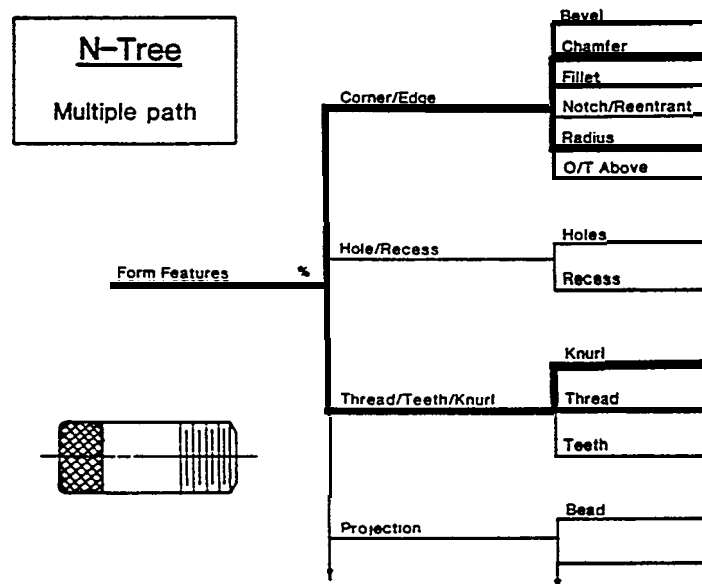 N-Tree
Multiple path
Bevel
Chamfer
Fillet
Corner/Edge
Notch/Reentrant
Radius
O/T Above
Holes
Hole/Recess
Form Features %
Recess
Knurl
Thread/Teeth/Knurl
Thread
Teeth
Bead
Projection